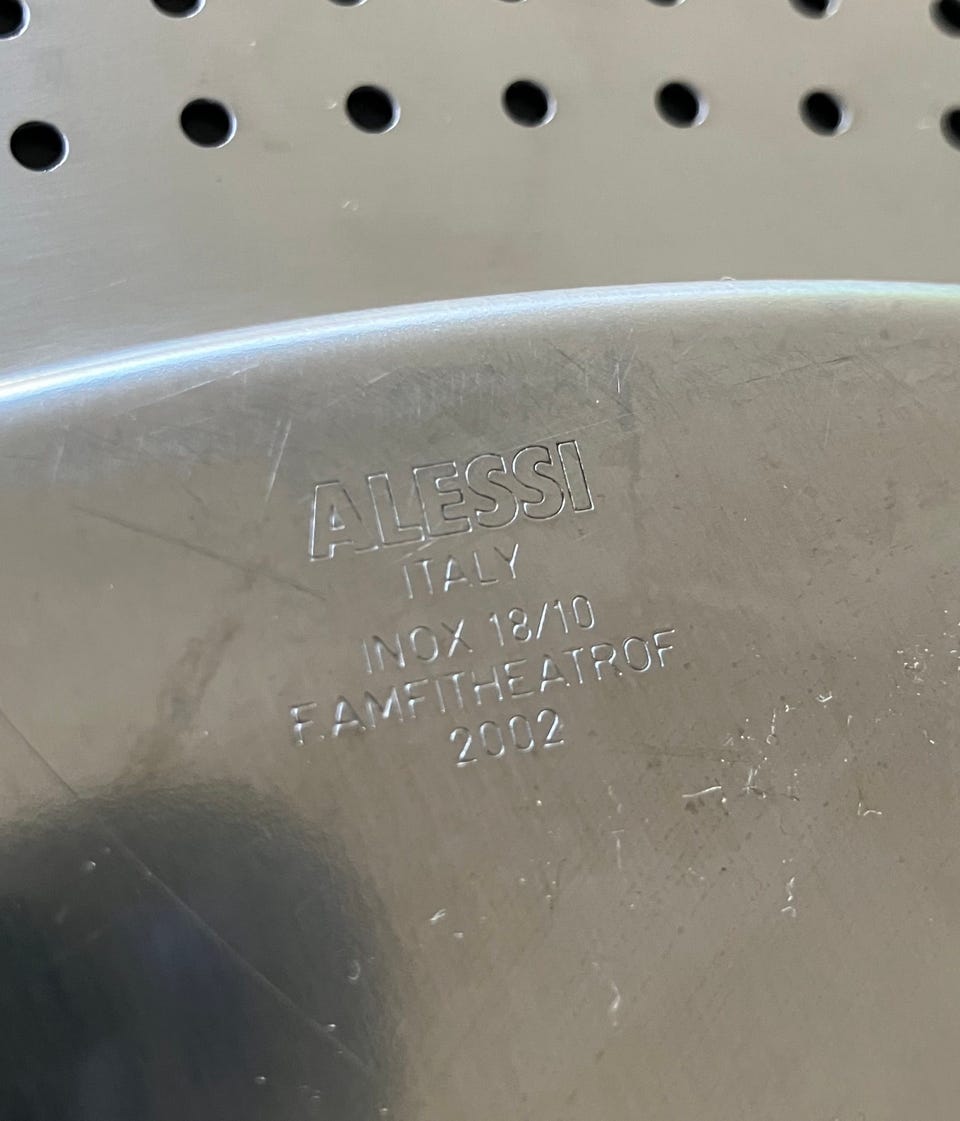 ALESSI
ITALY
INOX 18/10
F.AMFITHEATROF
2002